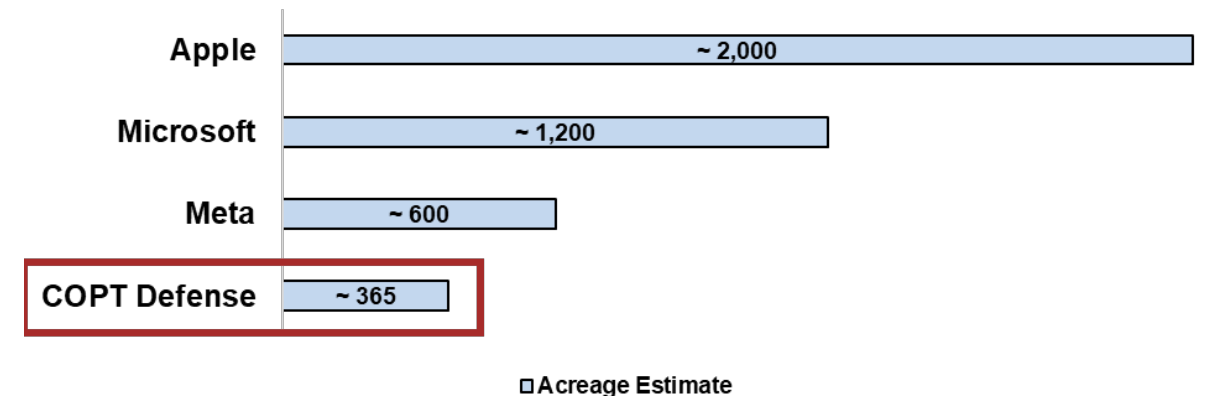 Apple ~ 2,000
Microsoft ~ 1,200
Meta ~ 600
COPT Defense ~ 365
Acreage Estimate